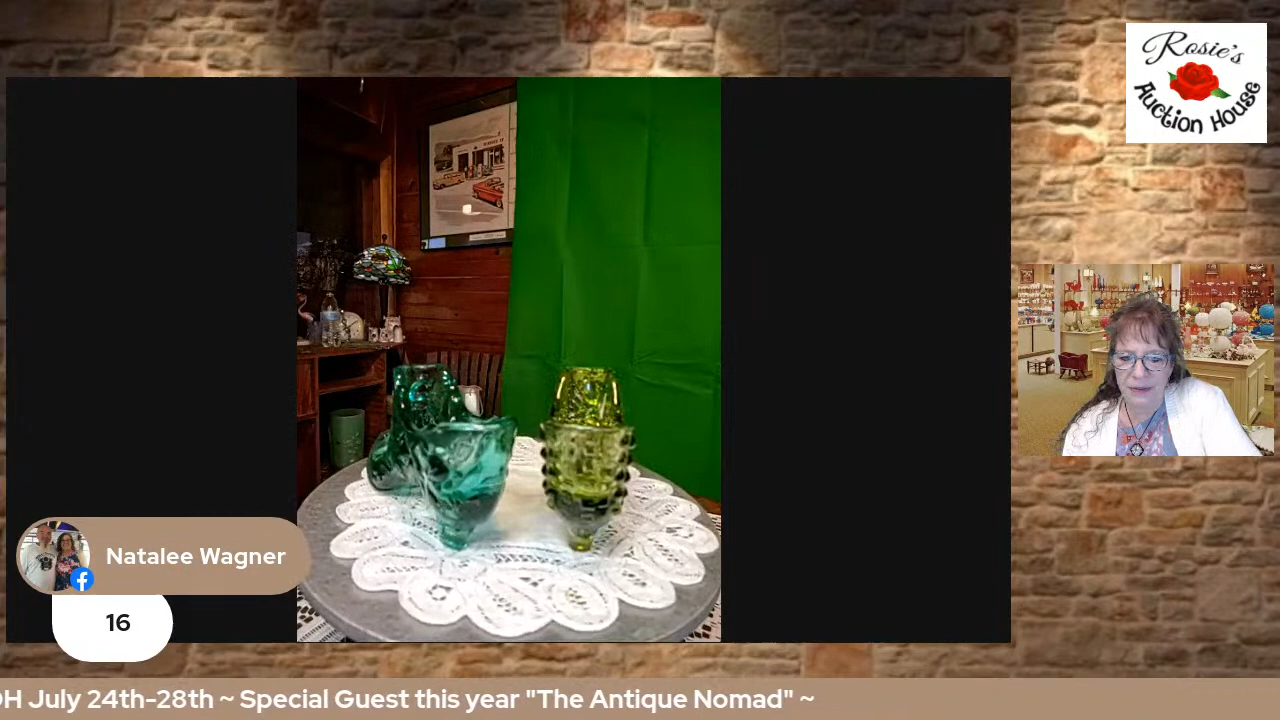 Rosie's
Auction House
Natalee Wagner
16
OH July 24th-28th ~ Special Guest this year "The Antique Nomad" ~